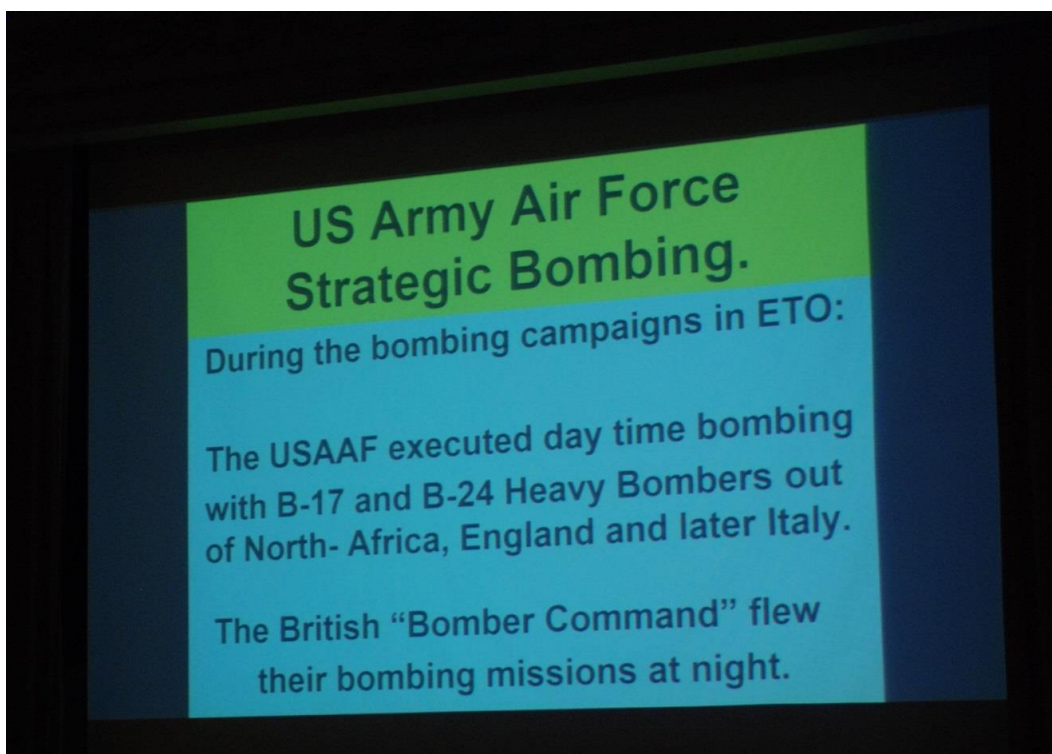 US Army Air Force
Strategic Bombing.
During the bombing campaigns in ETO:
The USAAF executed day time bombing
with B-17 and B-24 Heavy Bombers out
of North- Africa, England and later Italy.
The British “Bomber Command” flew
their bombing missions at night.